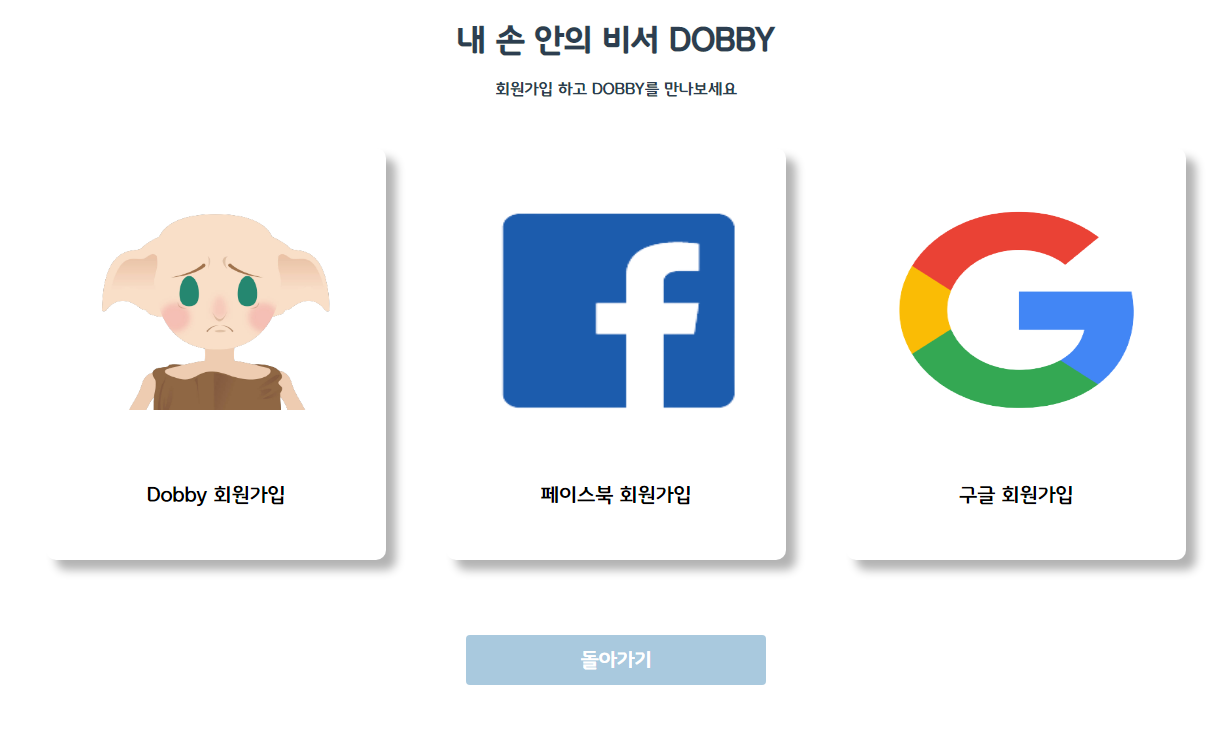 내 손 안의 비서 DOBBY
회원가입 하고 DOBBY를 만나보세요
Dobby 회원가입
페이스북 회원가입
구글 회원가입
돌아가기